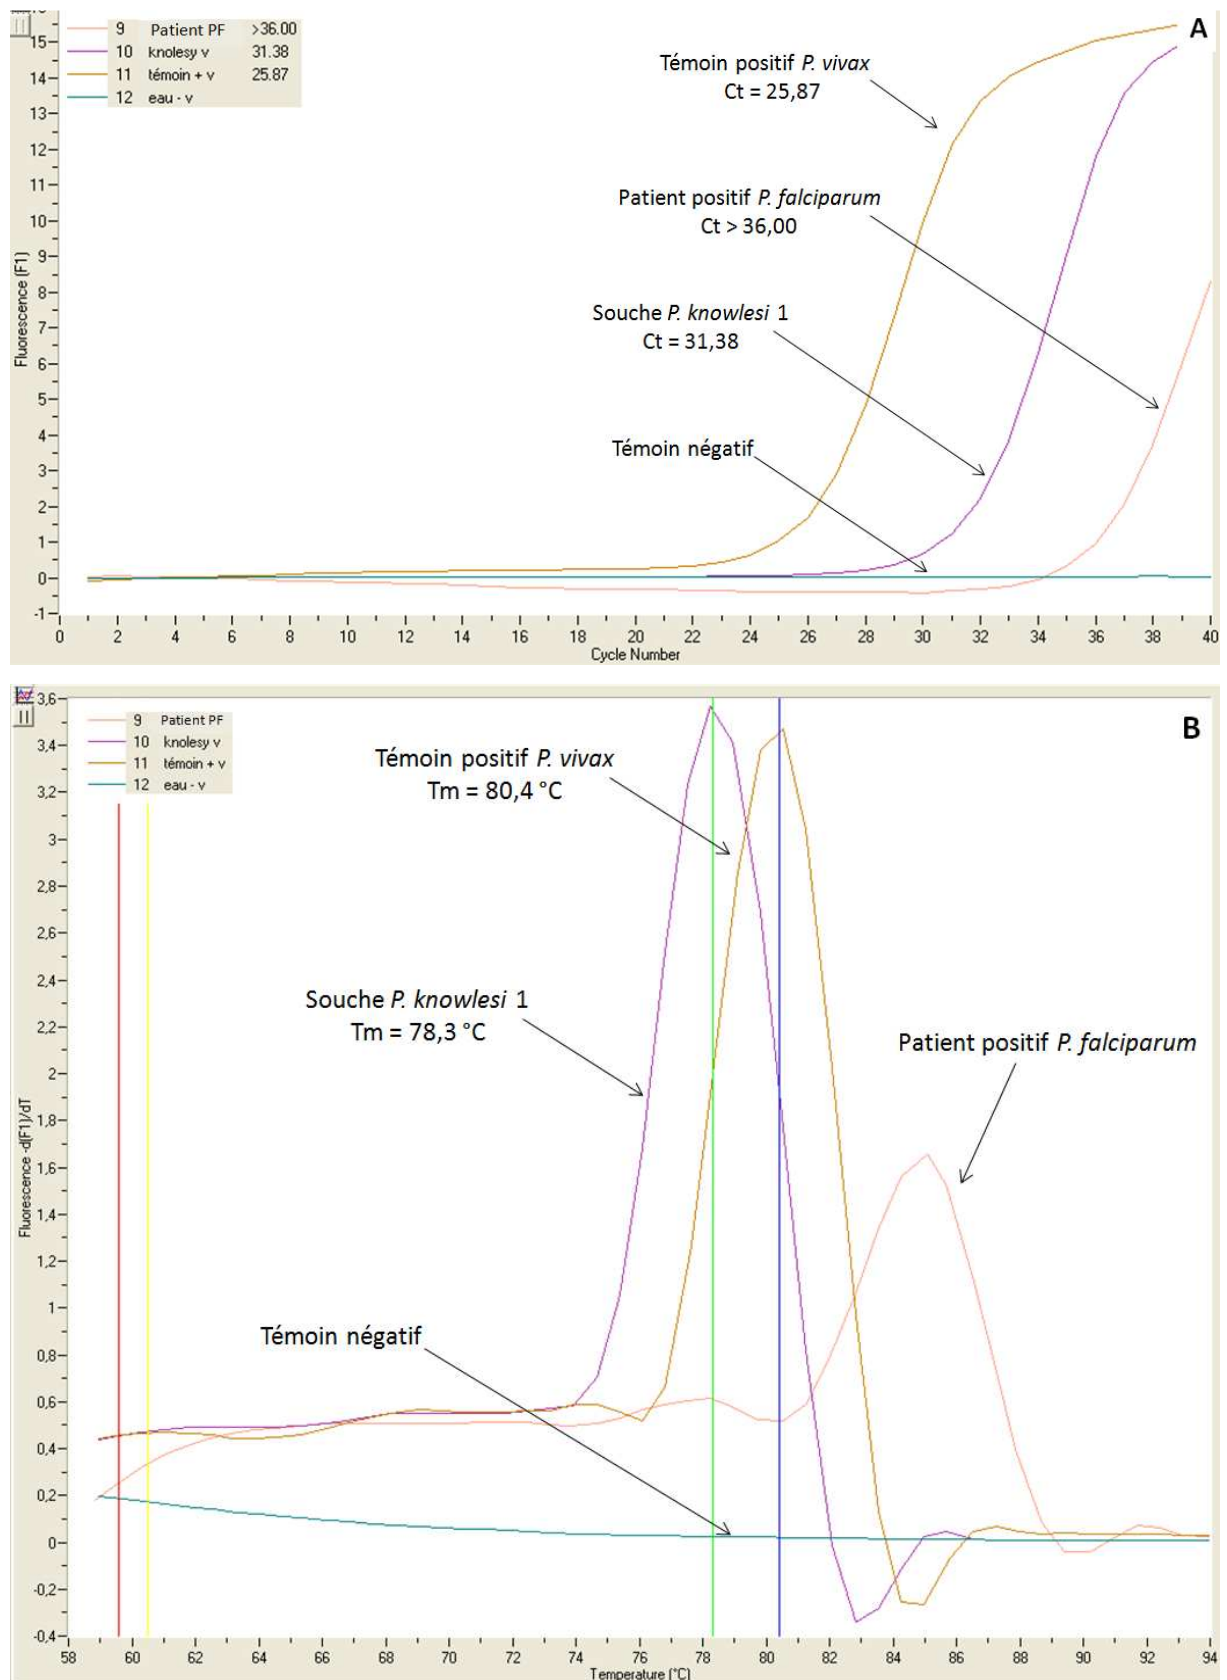 A
9 Patient PF >36.00
10 knolesy v 31.38
11 témoin + v 25.87
12 eau - v
Témoin positif P. vivax
Ct = 25,87
Patient positif P. falciparum
Ct > 36,00
Souche P. knowlesi 1
Ct = 31,38
Témoin négatif
Fluorescence (F1)
15
14
13
12
11
10
9
8
7
6
5
4
3
2
1
0
-1
0 2 4 6 8 10 12 14 16 18 20 22 24 26 28 30 32 34 36 38 40
Cycle Number
B
9 Patient PF
10 knolesy v
11 témoin + v
12 eau - v
Témoin positif P. vivax
Tm = 80,4 °C
Souche P. knowlesi 1
Tm = 78,3 °C
Patient positif P. falciparum
Témoin négatif
Fluorescence -d(F1)/dT
3,6
3,4
3,2
3
2,8
2,6
2,4
2,2
2
1,8
1,6
1,4
1,2
1
0,8
0,6
0,4
0,2
0
-0,2
-0,4
58 60 62 64 66 68 70 72 74 76 78 80 82 84 86 88 90 92 94
Temperature (°C)